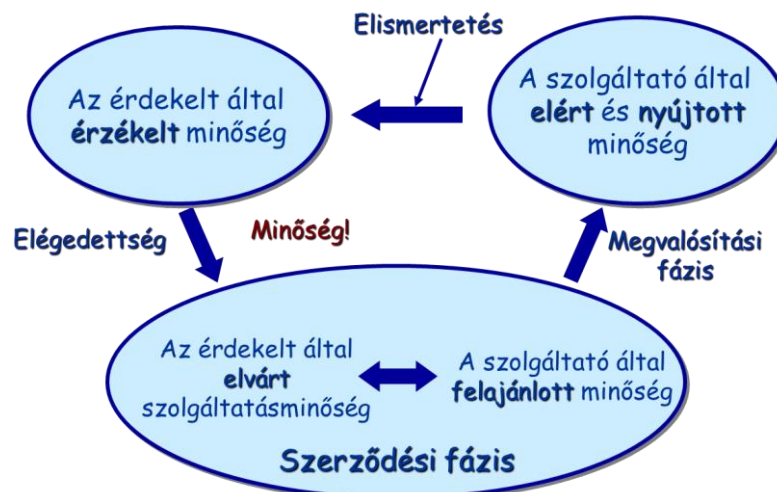 Elismertetés
Az érdekelt által
érzékelt minőség
A szolgáltató által
elért és nyújtott
minőség
Elégedettség
Minőség!
Megvalósítási
fázis
Az érdekelt által
elvárt
szolgáltatásminőség
A szolgáltató által
felajánlott minőség
Szerződési fázis